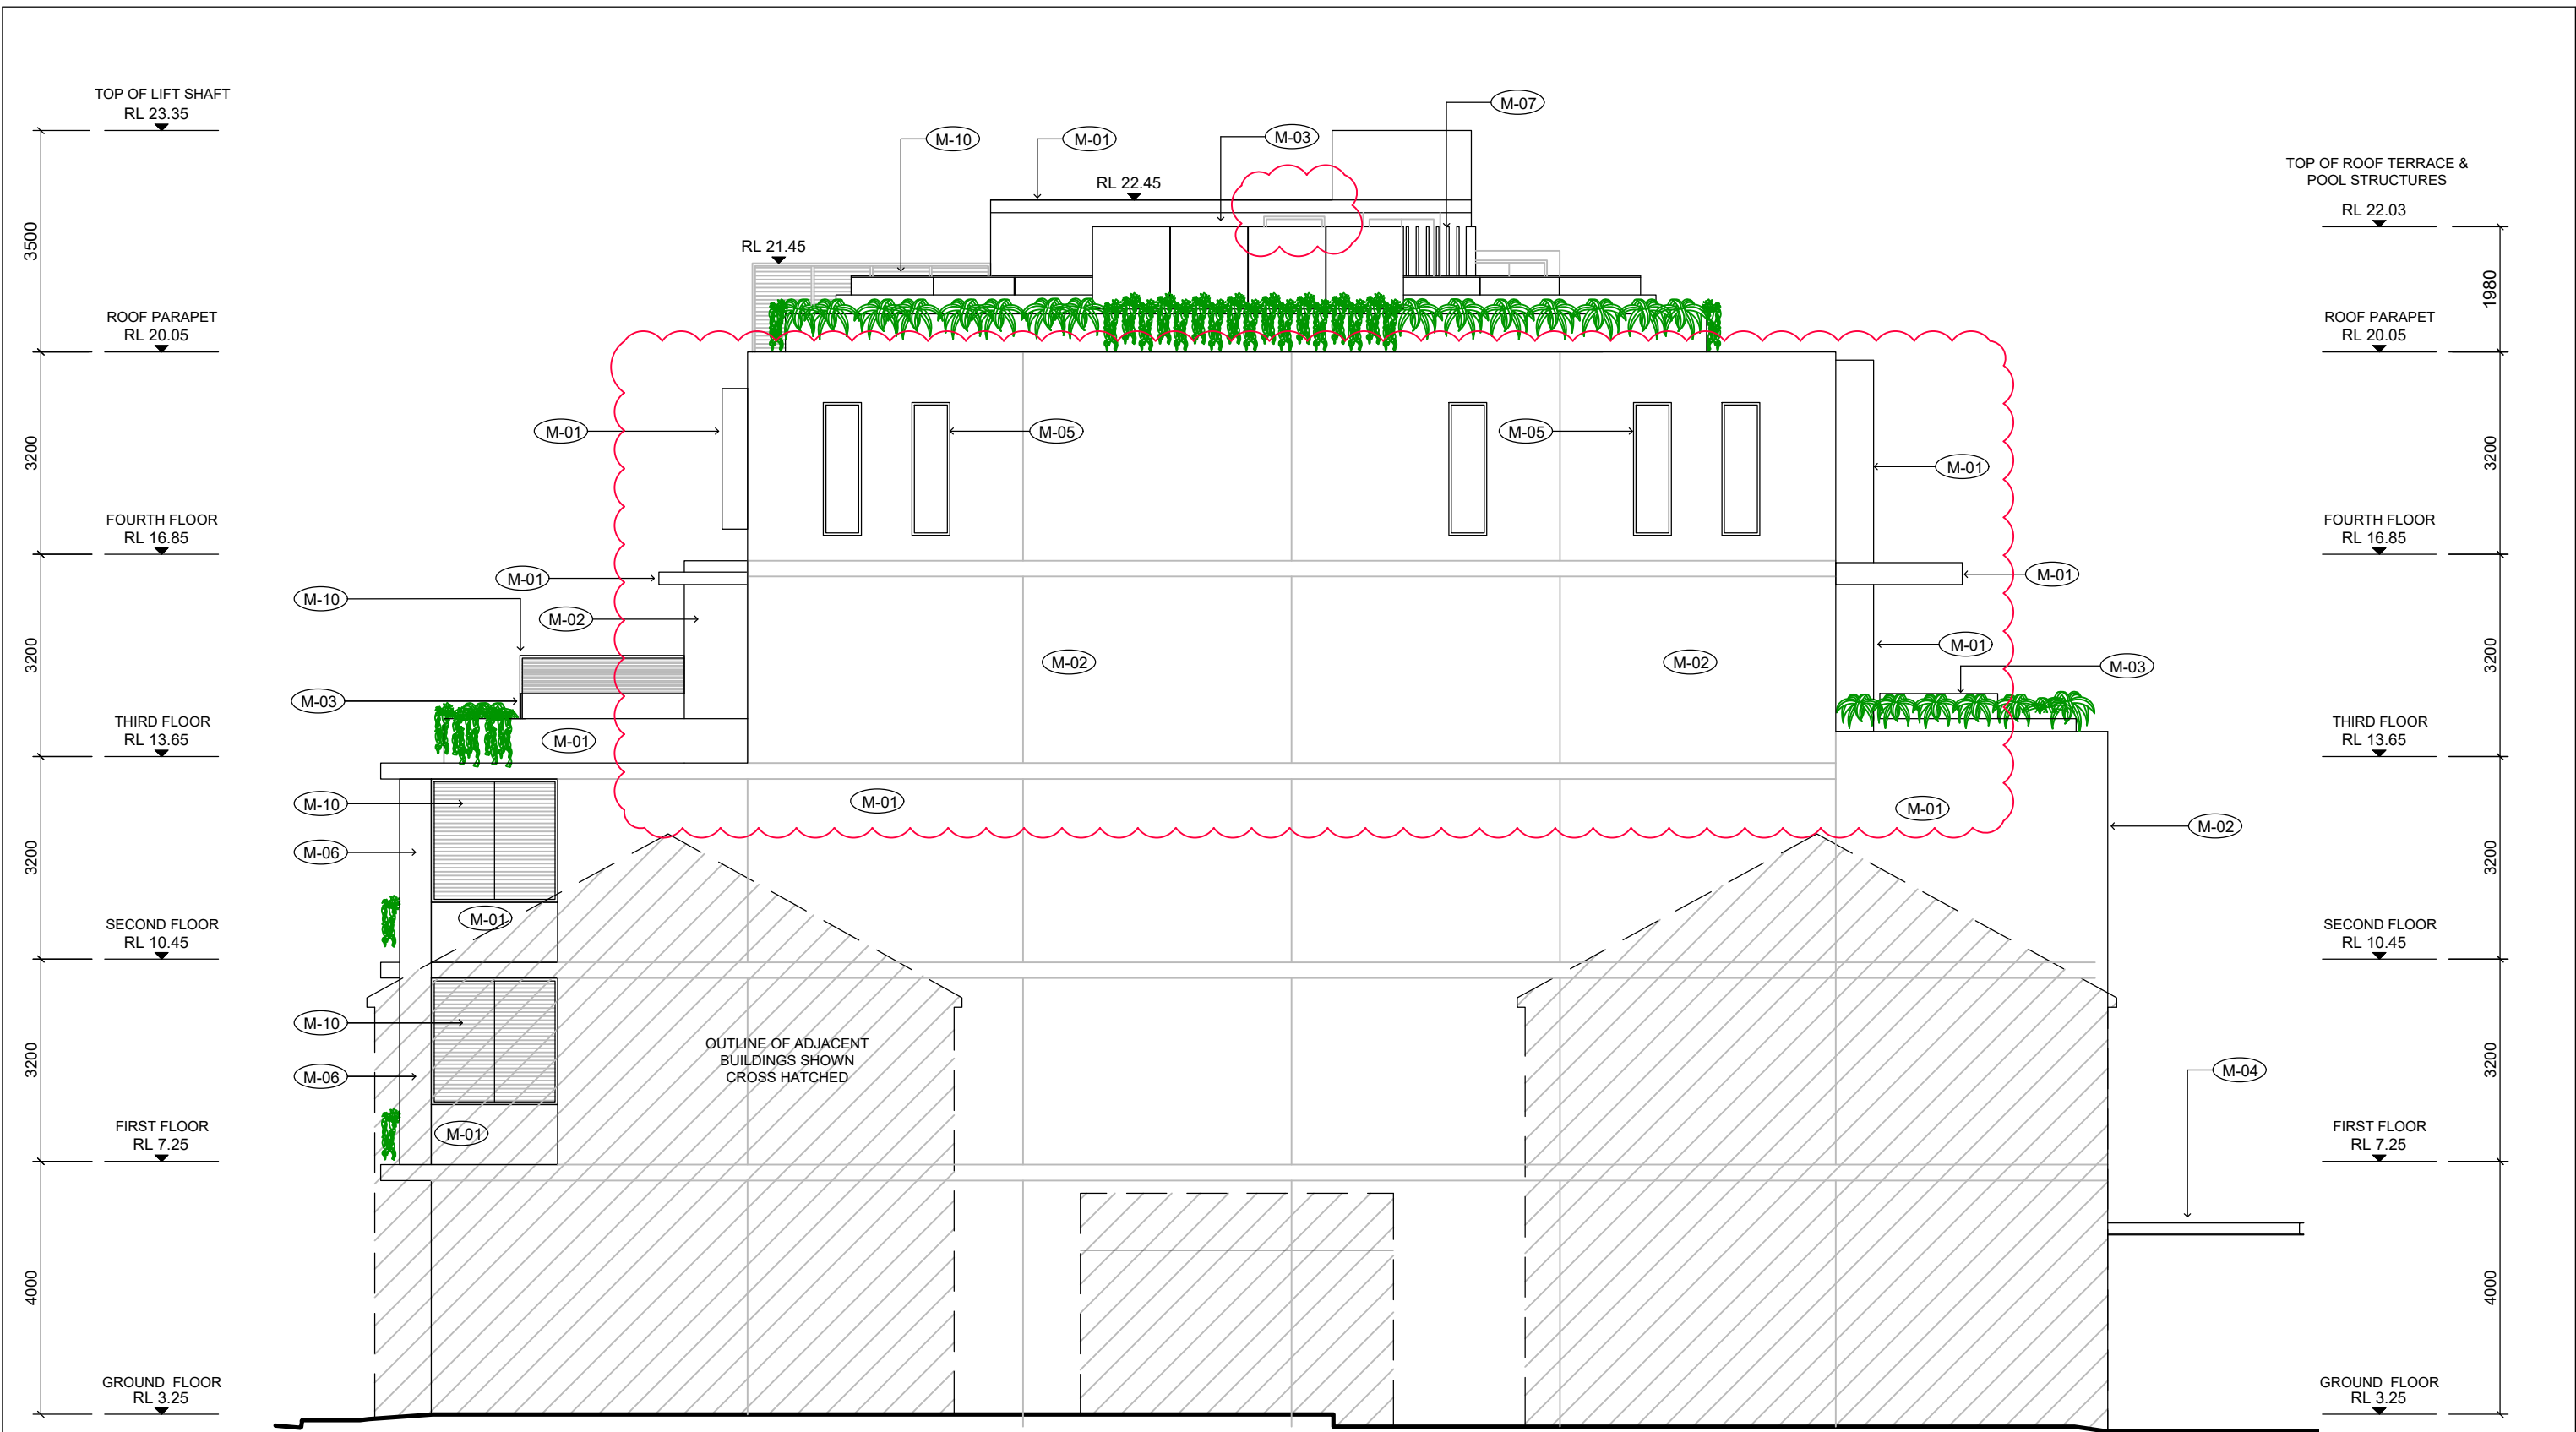 TOP OF LIFT SHAFT
RL 23.35
3500
ROOF PARAPET
RL 20.05
3200
FOURTH FLOOR
RL 16.85
3200
THIRD FLOOR
RL 13.65
3200
SECOND FLOOR
RL 10.45
3200
FIRST FLOOR
RL 7.25
4000
GROUND FLOOR
RL 3.25
M-07
M-10
M-01
M-03
RL 22.45
RL 21.45
M-01
M-05
M-05
M-01
M-01
M-01
M-10
M-02
M-01
M-02
M-02
M-03
M-03
M-01
M-10
M-01
M-01
M-02
M-06
M-01
M-10
OUTLINE OF ADJACENT
BUILDINGS SHOWN
CROSS HATCHED
M-06
M-04
M-01
TOP OF ROOF TERRACE &
POOL STRUCTURES
RL 22.03
1980
ROOF PARAPET
RL 20.05
3200
FOURTH FLOOR
RL 16.85
3200
THIRD FLOOR
RL 13.65
3200
SECOND FLOOR
RL 10.45
3200
FIRST FLOOR
RL 7.25
4000
GROUND FLOOR
RL 3.25